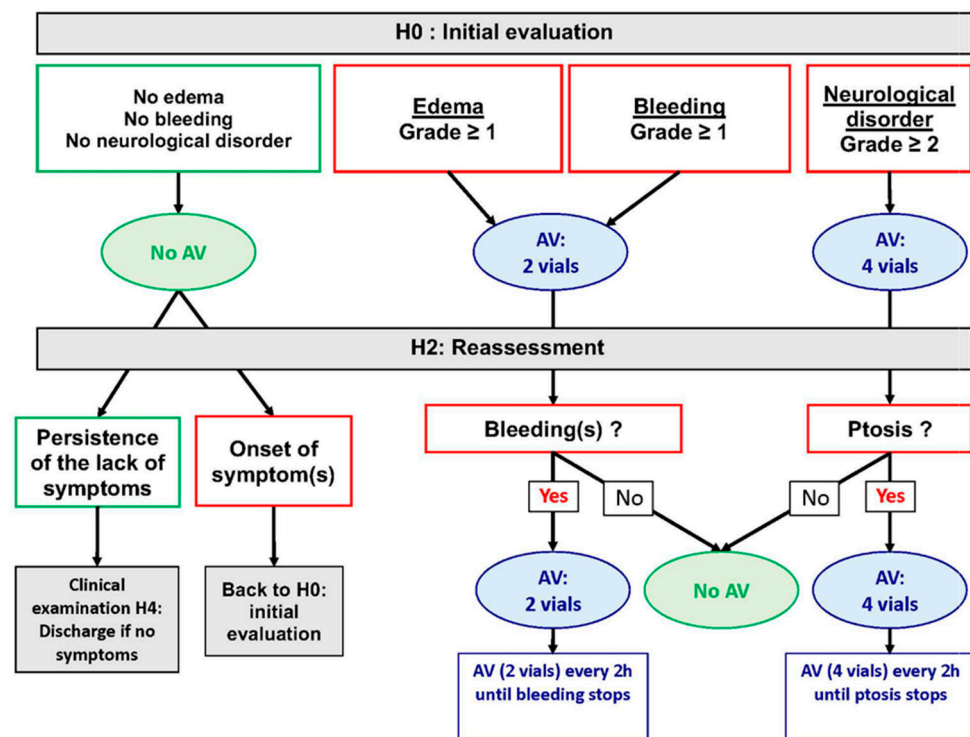 H0 : Initial evaluation
No edema
No bleeding
No neurological disorder
Edema
Grade ≥ 1
Bleeding
Grade ≥ 1
Neurological
disorder
Grade ≥ 2
No AV
AV:
2 vials
AV:
4 vials
H2: Reassessment
Persistence
of the lack of
symptoms
Onset of
symptom(s)
Bleeding(s) ?
Ptosis ?
Yes
No
No
Yes
Clinical
examination H4:
Discharge if no
symptoms
Back to H0:
initial
evaluation
AV:
2 vials
No AV
AV:
4 vials
AV (2 vials) every 2h
until bleeding stops
AV (4 vials) every 2h
until ptosis stops